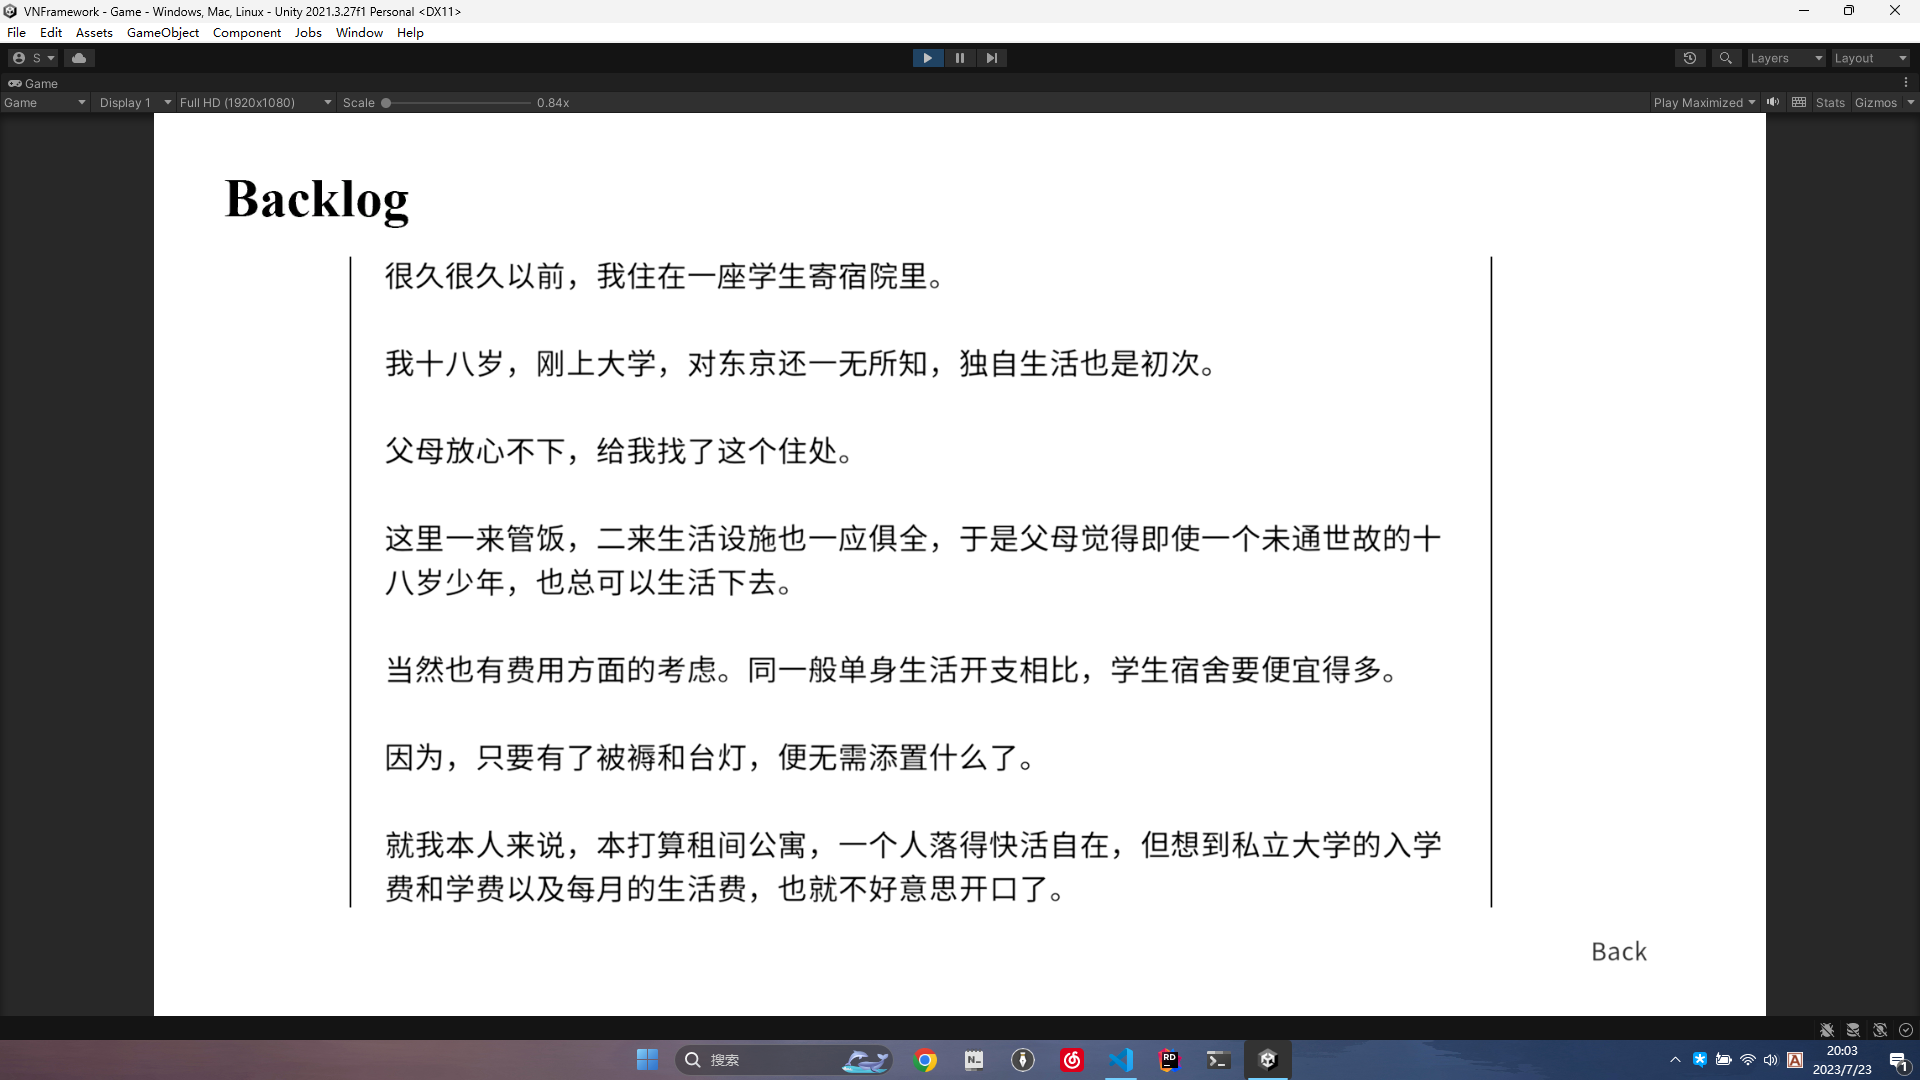 VNFramework - Game - Windows, Mac, Linux - Unity 2021.3.27f1 Personal <DX11>
File Edit Assets GameObject Component Jobs Window Help
S Layers Layout
Game
Game Display 1 Full HD (1920x1080) Scale 0.84x Play Maximized Stats Gizmos
Backlog
很久很久以前，我住在一座学生寄宿院里。
我十八岁，刚上大学，对东京还一无所知，独自生活也是初次。
父母放心不下，给我找了这个住处。
这里一来管饭，二来生活设施也一应俱全，于是父母觉得即使一个未通世故的十
八岁少年，也总可以生活下去。
当然也有费用方面的考虑。同一般单身生活开支相比，学生宿舍要便宜得多。
因为，只要有了被褥和台灯，便无需添置什么了。
就我本人来说，本打算租间公寓，一个人落得快活自在，但想到私立大学的入学
费和学费以及每月的生活费，也就不好意思开口了。
Back
搜索
N_
RD
A
20:03
2023/7/23
1